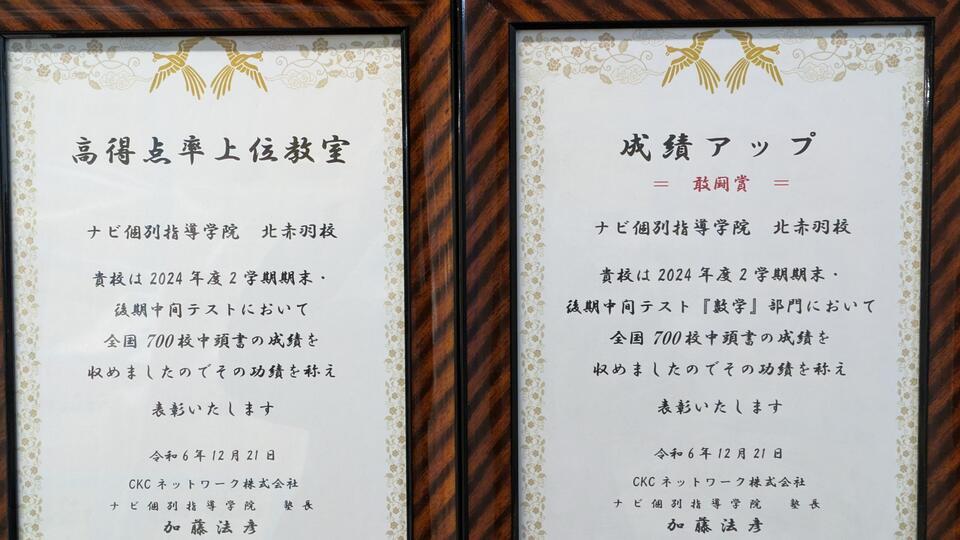 高得点率上位教室
ナビ個別指導学院 北赤羽校
貴校は2024年度2学期期末・
後期中間テストにおいて
全国700校中頭書の成績を
収めましたのでその功績を称え
表彰いたします
令和6年12月21日
CKCネットワーク株式会社
ナビ個別指導学院 塾長
加藤法彦
成績アップ
＝ 敢闘賞 ＝
ナビ個別指導学院 北赤羽校
貴校は2024年度2学期期末・
後期中間テスト『数学』部門において
全国700校中頭書の成績を
収めましたのでその功績を称え
表彰いたします
令和6年12月21日
CKCネットワーク株式会社
ナビ個別指導学院 塾長
加藤法彦